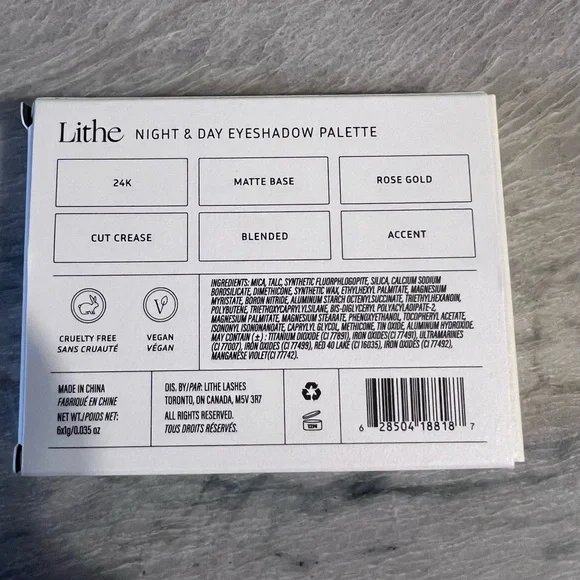 Lithe NIGHT & DAY EYESHADOW PALETTE
24K
MATTE BASE
ROSE GOLD
CUT CREASE
BLENDED
ACCENT
CRUELTY FREE
SANS CRUAUTÉ
V
VEGAN
VÉGAN
INGREDIENTS: MICA, TALC, SYNTHETIC FLUORPHLOGOPITE, SILICA, CALCIUM SODIUM
BOROSILICATE, DIMETHICONE, SYNTHETIC WAX, ETHYLHEXYL PALMITATE, MAGNESIUM
MYRISTATE, BORON NITRIDE, ALUMINUM STARCH OCTENYLSUCCINATE, TRIETHYLHEXANOIN,
POLYBUTENE, TRIETHOXYCAPRYLYLSILANE, BIS-DIGLYCERYL POLYACYLADIPATE-2,
MAGNESIUM PALMITATE, MAGNESIUM STEARATE, PHENOXYETHANOL, TOCOPHERYL ACETATE,
ISONONYL ISONONANOATE, CAPRYLYL GLYCOL, METHICONE, TIN OXIDE, ALUMINUM HYDROXIDE.
MAY CONTAIN (±) : TITANIUM DIOXIDE (CI 77891), IRON OXIDES(CI 77491), ULTRAMARINES
(CI 77007), IRON OXIDES (CI 77499), RED 40 LAKE (CI 16035), IRON OXIDES (CI 77492),
MANGANESE VIOLET(CI 77742).
MADE IN CHINA
FABRIQUÉ EN CHINE
NET WT./POIDS NET:
6x1g/0.035 oz
DIS. BY/PAR: LITHE LASHES
TORONTO, ON CANADA, M5V 3R7
ALL RIGHTS RESERVED.
TOUS DROITS RÉSERVÉS.
12M
6 28504 18818 7